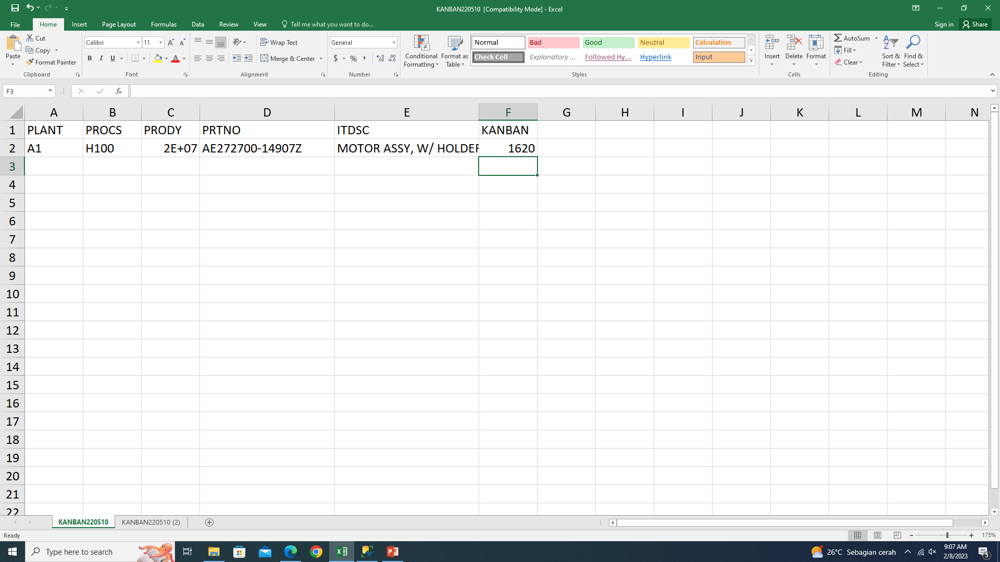 KANBAN220510 [Compatibility Mode] - Excel
File Home Insert Page Layout Formulas Data Review View Tell me what you want to do... Sign in Share
Paste Cut Copy Format Painter Clipboard
Calibri 11 B I U Font
Wrap Text Merge & Center Alignment
General $ % , .00 .00 Number
Conditional Formatting Format as Table
Normal Bad Good Neutral Calculation
Check Cell Explanatory ... Followed Hy... Hyperlink Input
Styles
Insert Delete Format Cells
AutoSum Fill Clear Sort & Filter Find & Select Editing
F3 fx
A B C D E F G H I J K L M N
1 PLANT PROCS PRODY PRTNO ITDSC KANBAN
2 A1 H100 2E+07 AE272700-14907Z MOTOR ASSY, W/ HOLDER 1620
3
4
5
6
7
8
9
10
11
12
13
14
15
16
17
18
19
20
21
22
KANBAN220510 KANBAN220510 (2)
Ready 175%
Type here to search 26°C Sebagian cerah 9:07 AM
2/8/2023 5